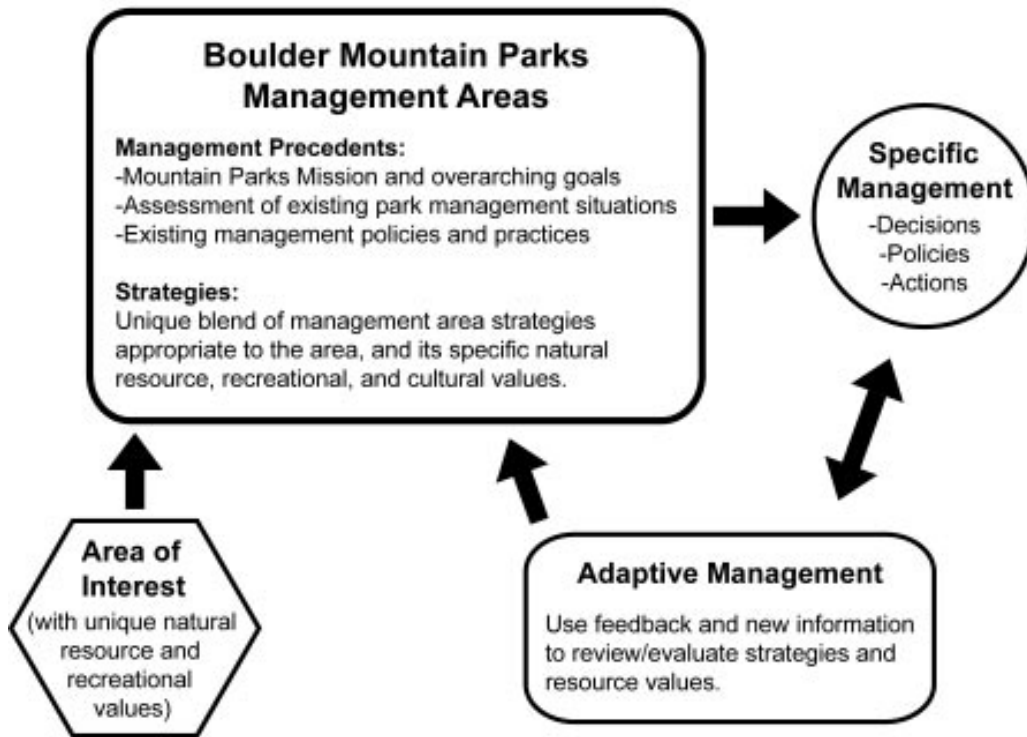 Boulder Mountain Parks
Management Areas
Management Precedents:
-Mountain Parks Mission and overarching goals
-Assessment of existing park management situations
-Existing management policies and practices
Strategies:
Unique blend of management area strategies
appropriate to the area, and its specific natural
resource, recreational, and cultural values.
Specific
Management
-Decisions
-Policies
-Actions
Area of
Interest
(with unique natural
resource and
recreational
values)
Adaptive Management
Use feedback and new information
to review/evaluate strategies and
resource values.